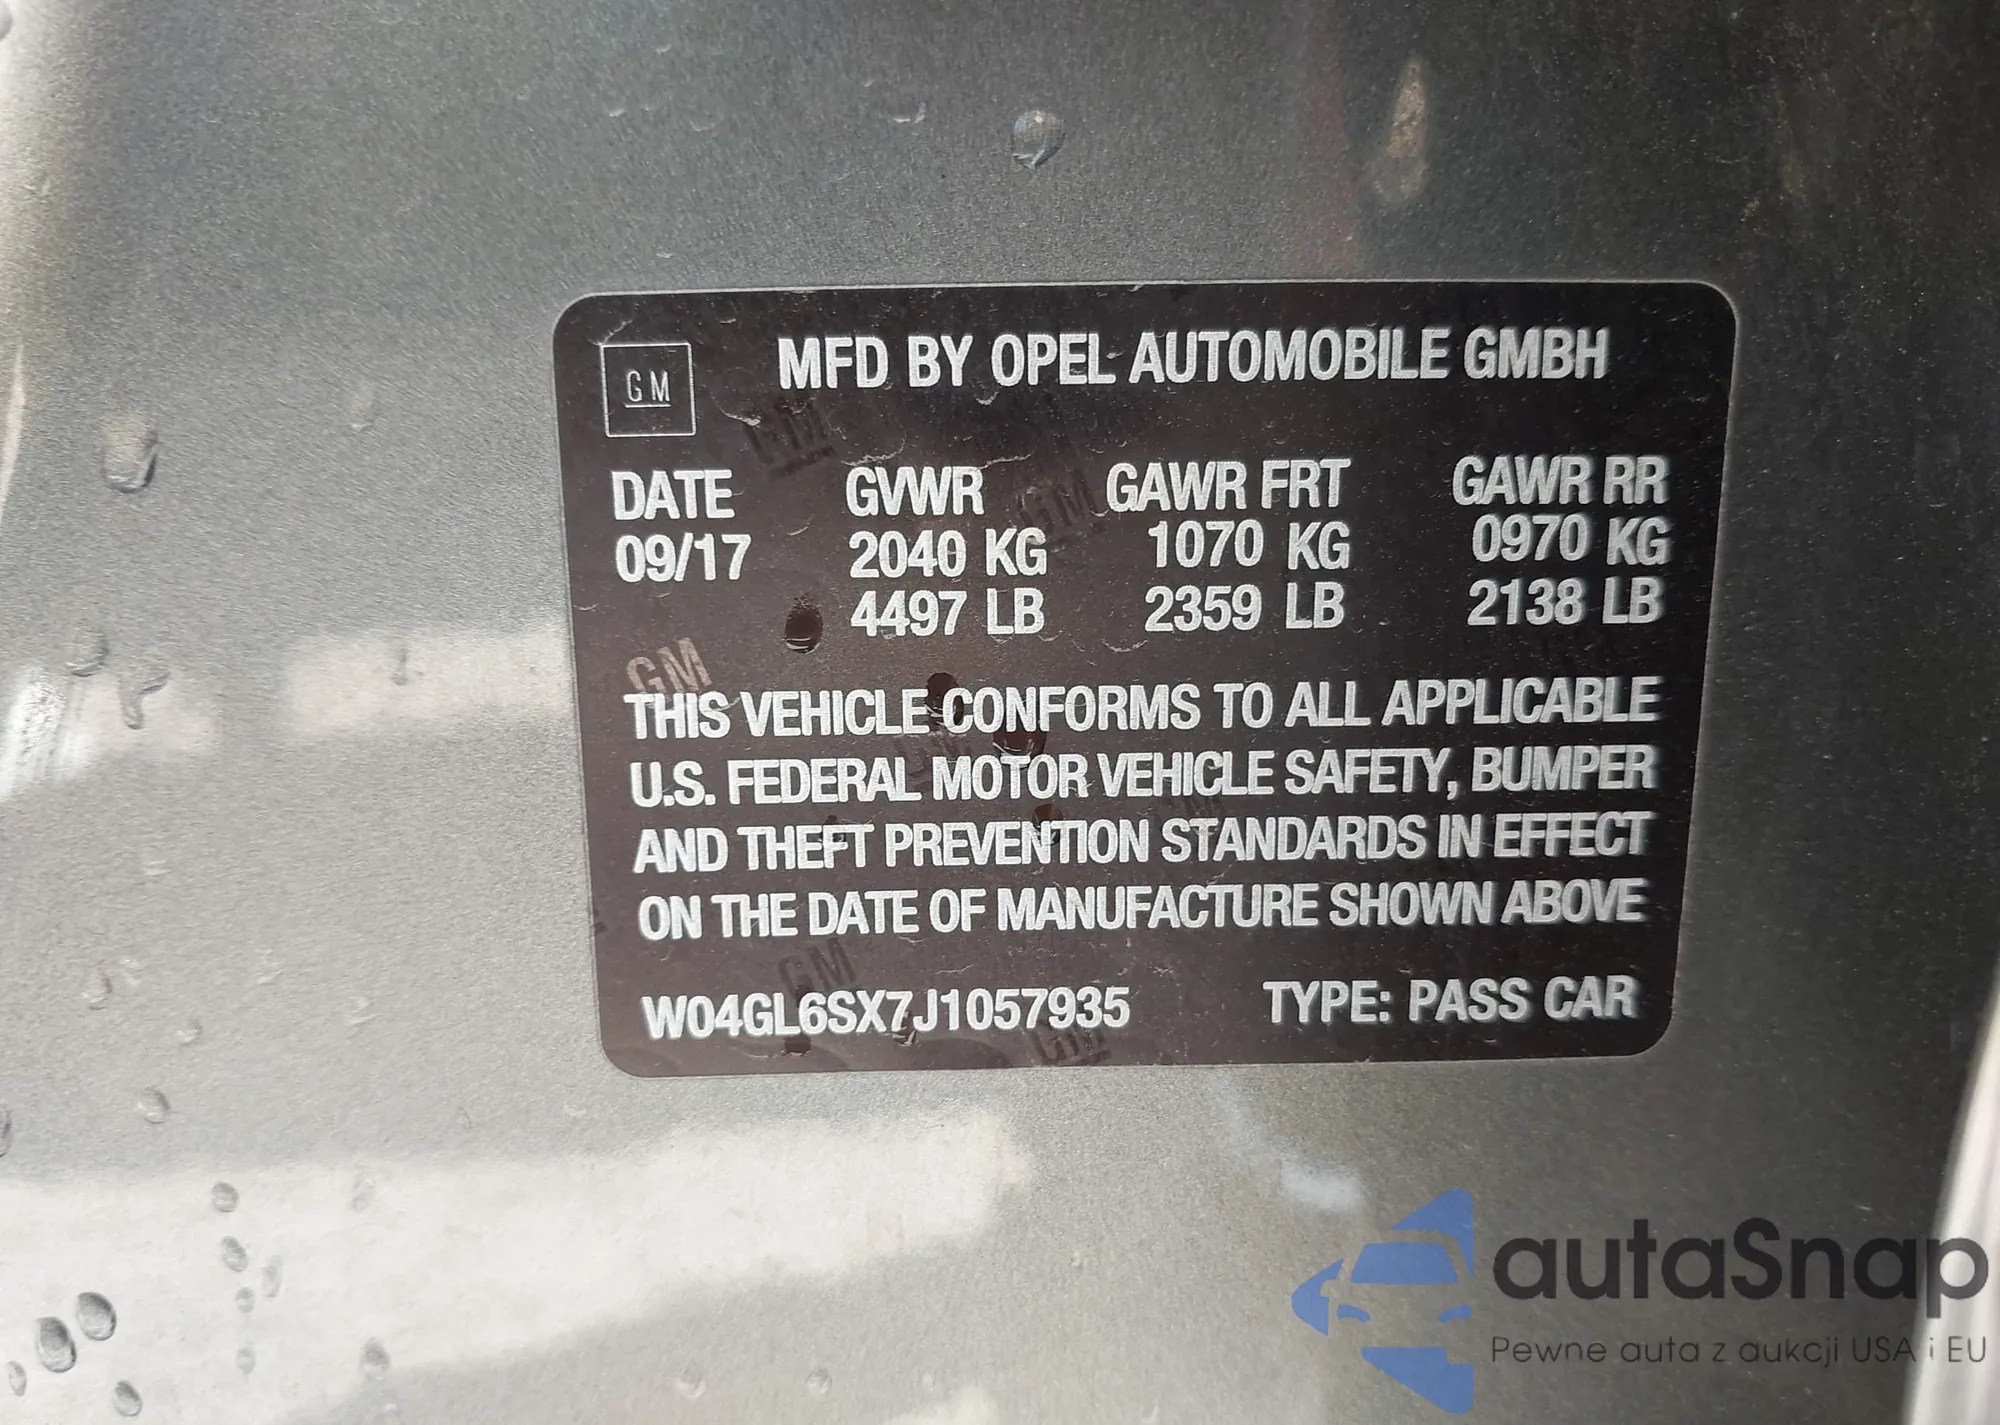 GM
MFD BY OPEL AUTOMOBILE GMBH
DATE GVWR GAWR FRT GAWR RR
09/17 2040 KG 1070 KG 0970 KG
4497 LB 2359 LB 2138 LB
THIS VEHICLE CONFORMS TO ALL APPLICABLE
U.S. FEDERAL MOTOR VEHICLE SAFETY, BUMPER
AND THEFT PREVENTION STANDARDS IN EFFECT
ON THE DATE OF MANUFACTURE SHOWN ABOVE
W04GL6SX7J1057935 TYPE: PASS CAR
autaSnap
Pewne auta z aukcji USA i EU